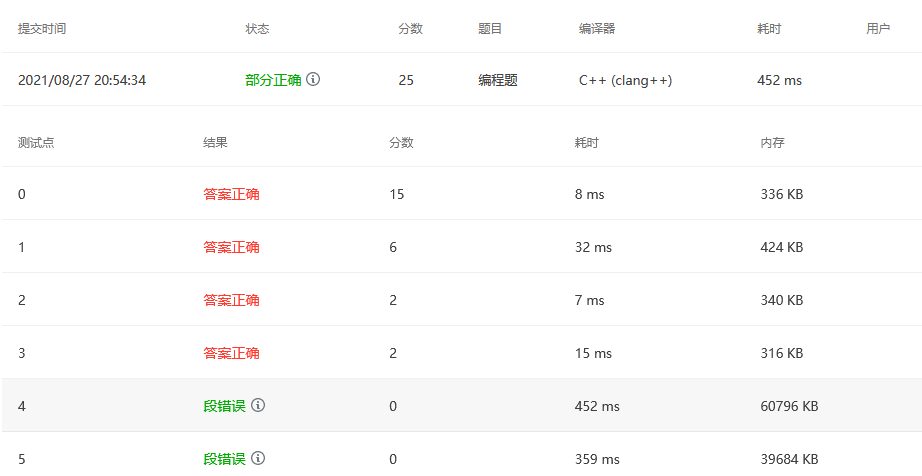 提交时间 状态 分数 题目 编译器 耗时 用户
2021/08/27 20:54:34 部分正确 25 编程题 C++ (clang++) 452 ms
测试点 结果 分数 耗时 内存
0 答案正确 15 8 ms 336 KB
1 答案正确 6 32 ms 424 KB
2 答案正确 2 7 ms 340 KB
3 答案正确 2 15 ms 316 KB
4 段错误 0 452 ms 60796 KB
5 段错误 0 359 ms 39684 KB